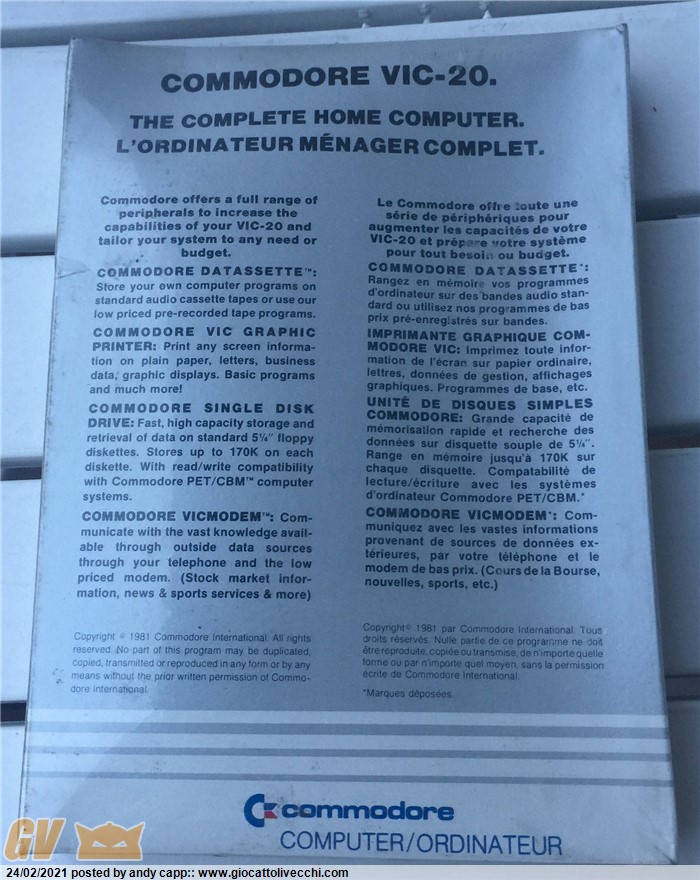 COMMODORE VIC-20.
THE COMPLETE HOME COMPUTER.
L'ORDINATEUR MÉNAGER COMPLET.
Commodore offers a full range of
peripherals to increase the
capabilities of your VIC-20 and
tailor your system to any need or
budget.
COMMODORE DATASSETTE™:
Store your own computer programs on
standard audio cassette tapes or use our
low priced pre-recorded tape programs.
COMMODORE VIC GRAPHIC
PRINTER: Print any screen informa-
tion on plain paper, letters, business
data, graphic displays. Basic programs
and much more!
COMMODORE SINGLE DISK
DRIVE: Fast, high capacity storage and
retrieval of data on standard 5¼" floppy
diskettes. Stores up to 170K on each
diskette. With read/write compatibility
with Commodore PET/CBM™ computer
systems.
COMMODORE VICMODEM™: Com-
municate with the vast knowledge avail-
able through outside data sources
through your telephone and the low
priced modem. (Stock market infor-
mation, news & sports services & more)
Copyright © 1981 Commodore International. All rights
reserved. No part of this program may be duplicated,
copied, transmitted or reproduced in any form or by any
means without the prior written permission of Commo-
dore International.
Le Commodore offre toute une
série de périphériques pour
augmenter les capacités de votre
VIC-20 et prépare votre système
pour tout besoin ou budget.
COMMODORE DATASSETTE*:
Rangez en mémoire vos programmes
d'ordinateur sur des bandes audio stan-
dard ou utilisez nos programmes de bas
prix pré-enregistrés sur bandes.
IMPRIMANTE GRAPHIQUE COM-
MODORE VIC: Imprimez toute infor-
mation de l'écran sur papier ordinaire,
lettres, données de gestion, affichages
graphiques. Programmes de base, etc.
UNITÉ DE DISQUES SIMPLES
COMMODORE: Grande capacité de
mémorisation rapide et recherche des
données sur disquette souple de 5¼".
Range en mémoire jusqu'à 170K sur
chaque disquette. Compatabilité de
lecture/écriture avec les systèmes
d'ordinateur Commodore PET/CBM.*
COMMODORE VICMODEM*: Com-
muniquez avec les vastes informations
provenant de sources de données ex-
térieures, par votre téléphone et le
modem de bas prix. (Cours de la Bourse,
nouvelles, sports, etc.)
Copyright© 1981 par Commodore International. Tous
droits réservés. Nulle partie de ce programme ne doit
être reproduite, copiée ou transmise, de n'importe quelle
forme ou par n'importe quel moyen, sans la permission
écrite de Commodore International.
*Marques déposées.
commodore
COMPUTER/ORDINATEUR
GV
24/02/2021 posted by andy capp:: www.giocattolivecchi.com